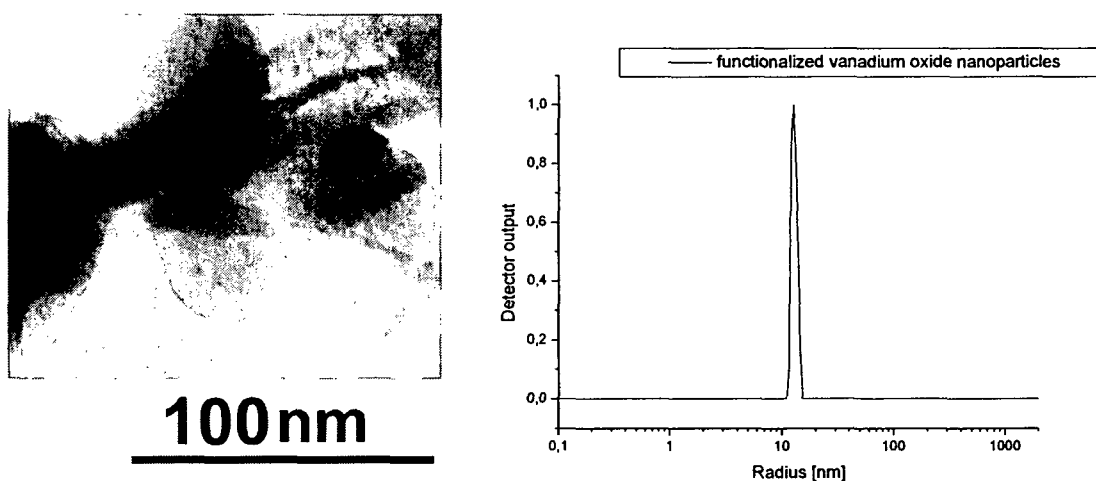 100nm
functionalized vanadium oxide nanoparticles
1,0
0,8
0,6
0,4
0,2
0,0
Detector output
0,1 1 10 100 1000
Radius [nm]